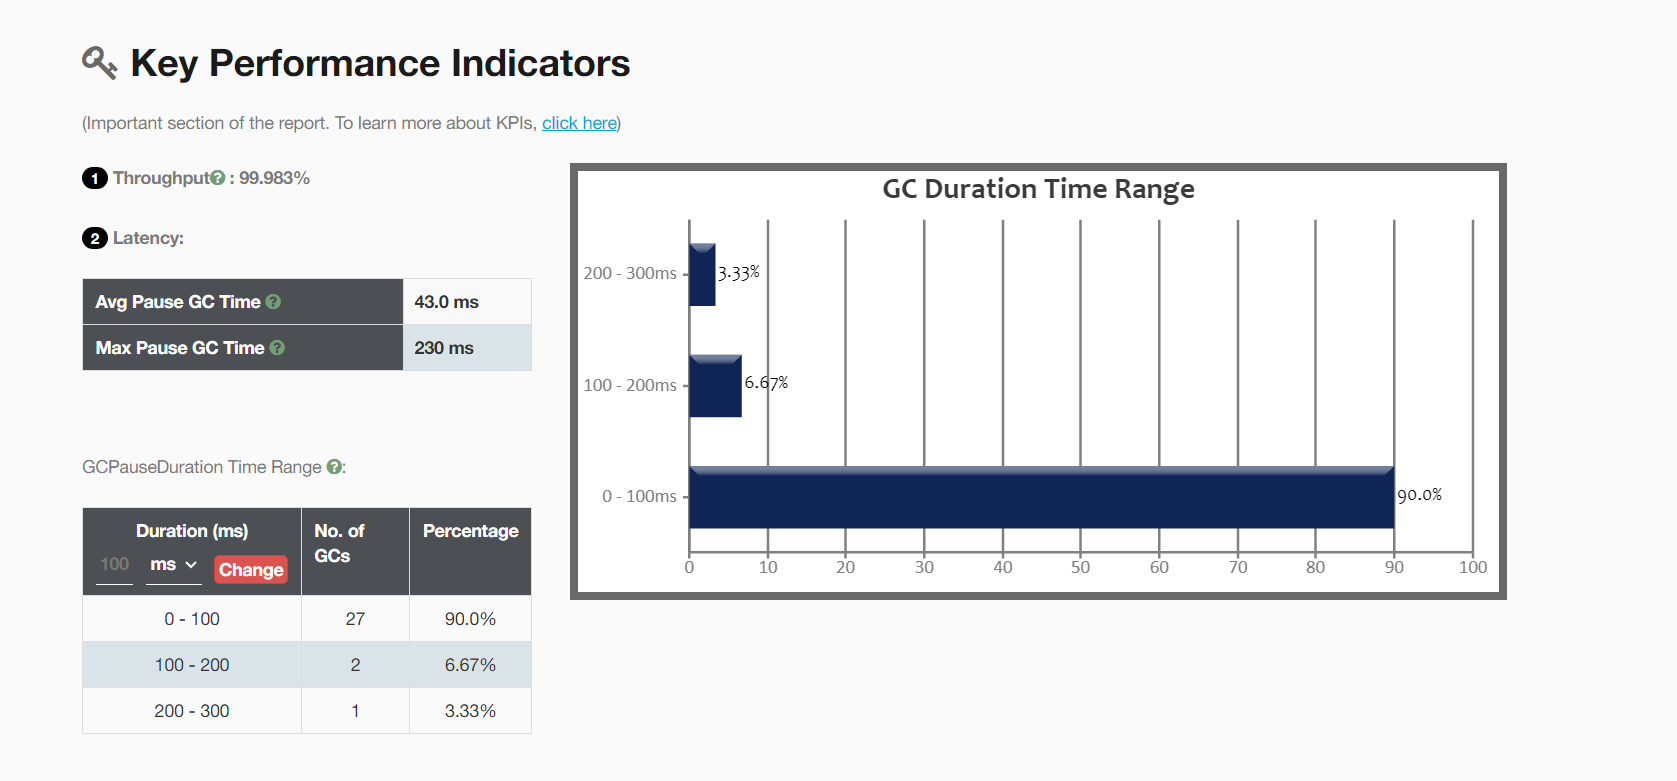 Key Performance Indicators
(Important section of the report. To learn more about KPIs, click here)
1 Throughput? : 99.983%
2 Latency:
Avg Pause GC Time ? 43.0 ms
Max Pause GC Time ? 230 ms
GCPauseDuration Time Range ?:
Duration (ms) No. of GCs Percentage
100 ms Change
0 - 100 27 90.0%
100 - 200 2 6.67%
200 - 300 1 3.33%
GC Duration Time Range
200 - 300ms 3.33%
100 - 200ms 6.67%
0 - 100ms 90.0%
0 10 20 30 40 50 60 70 80 90 100